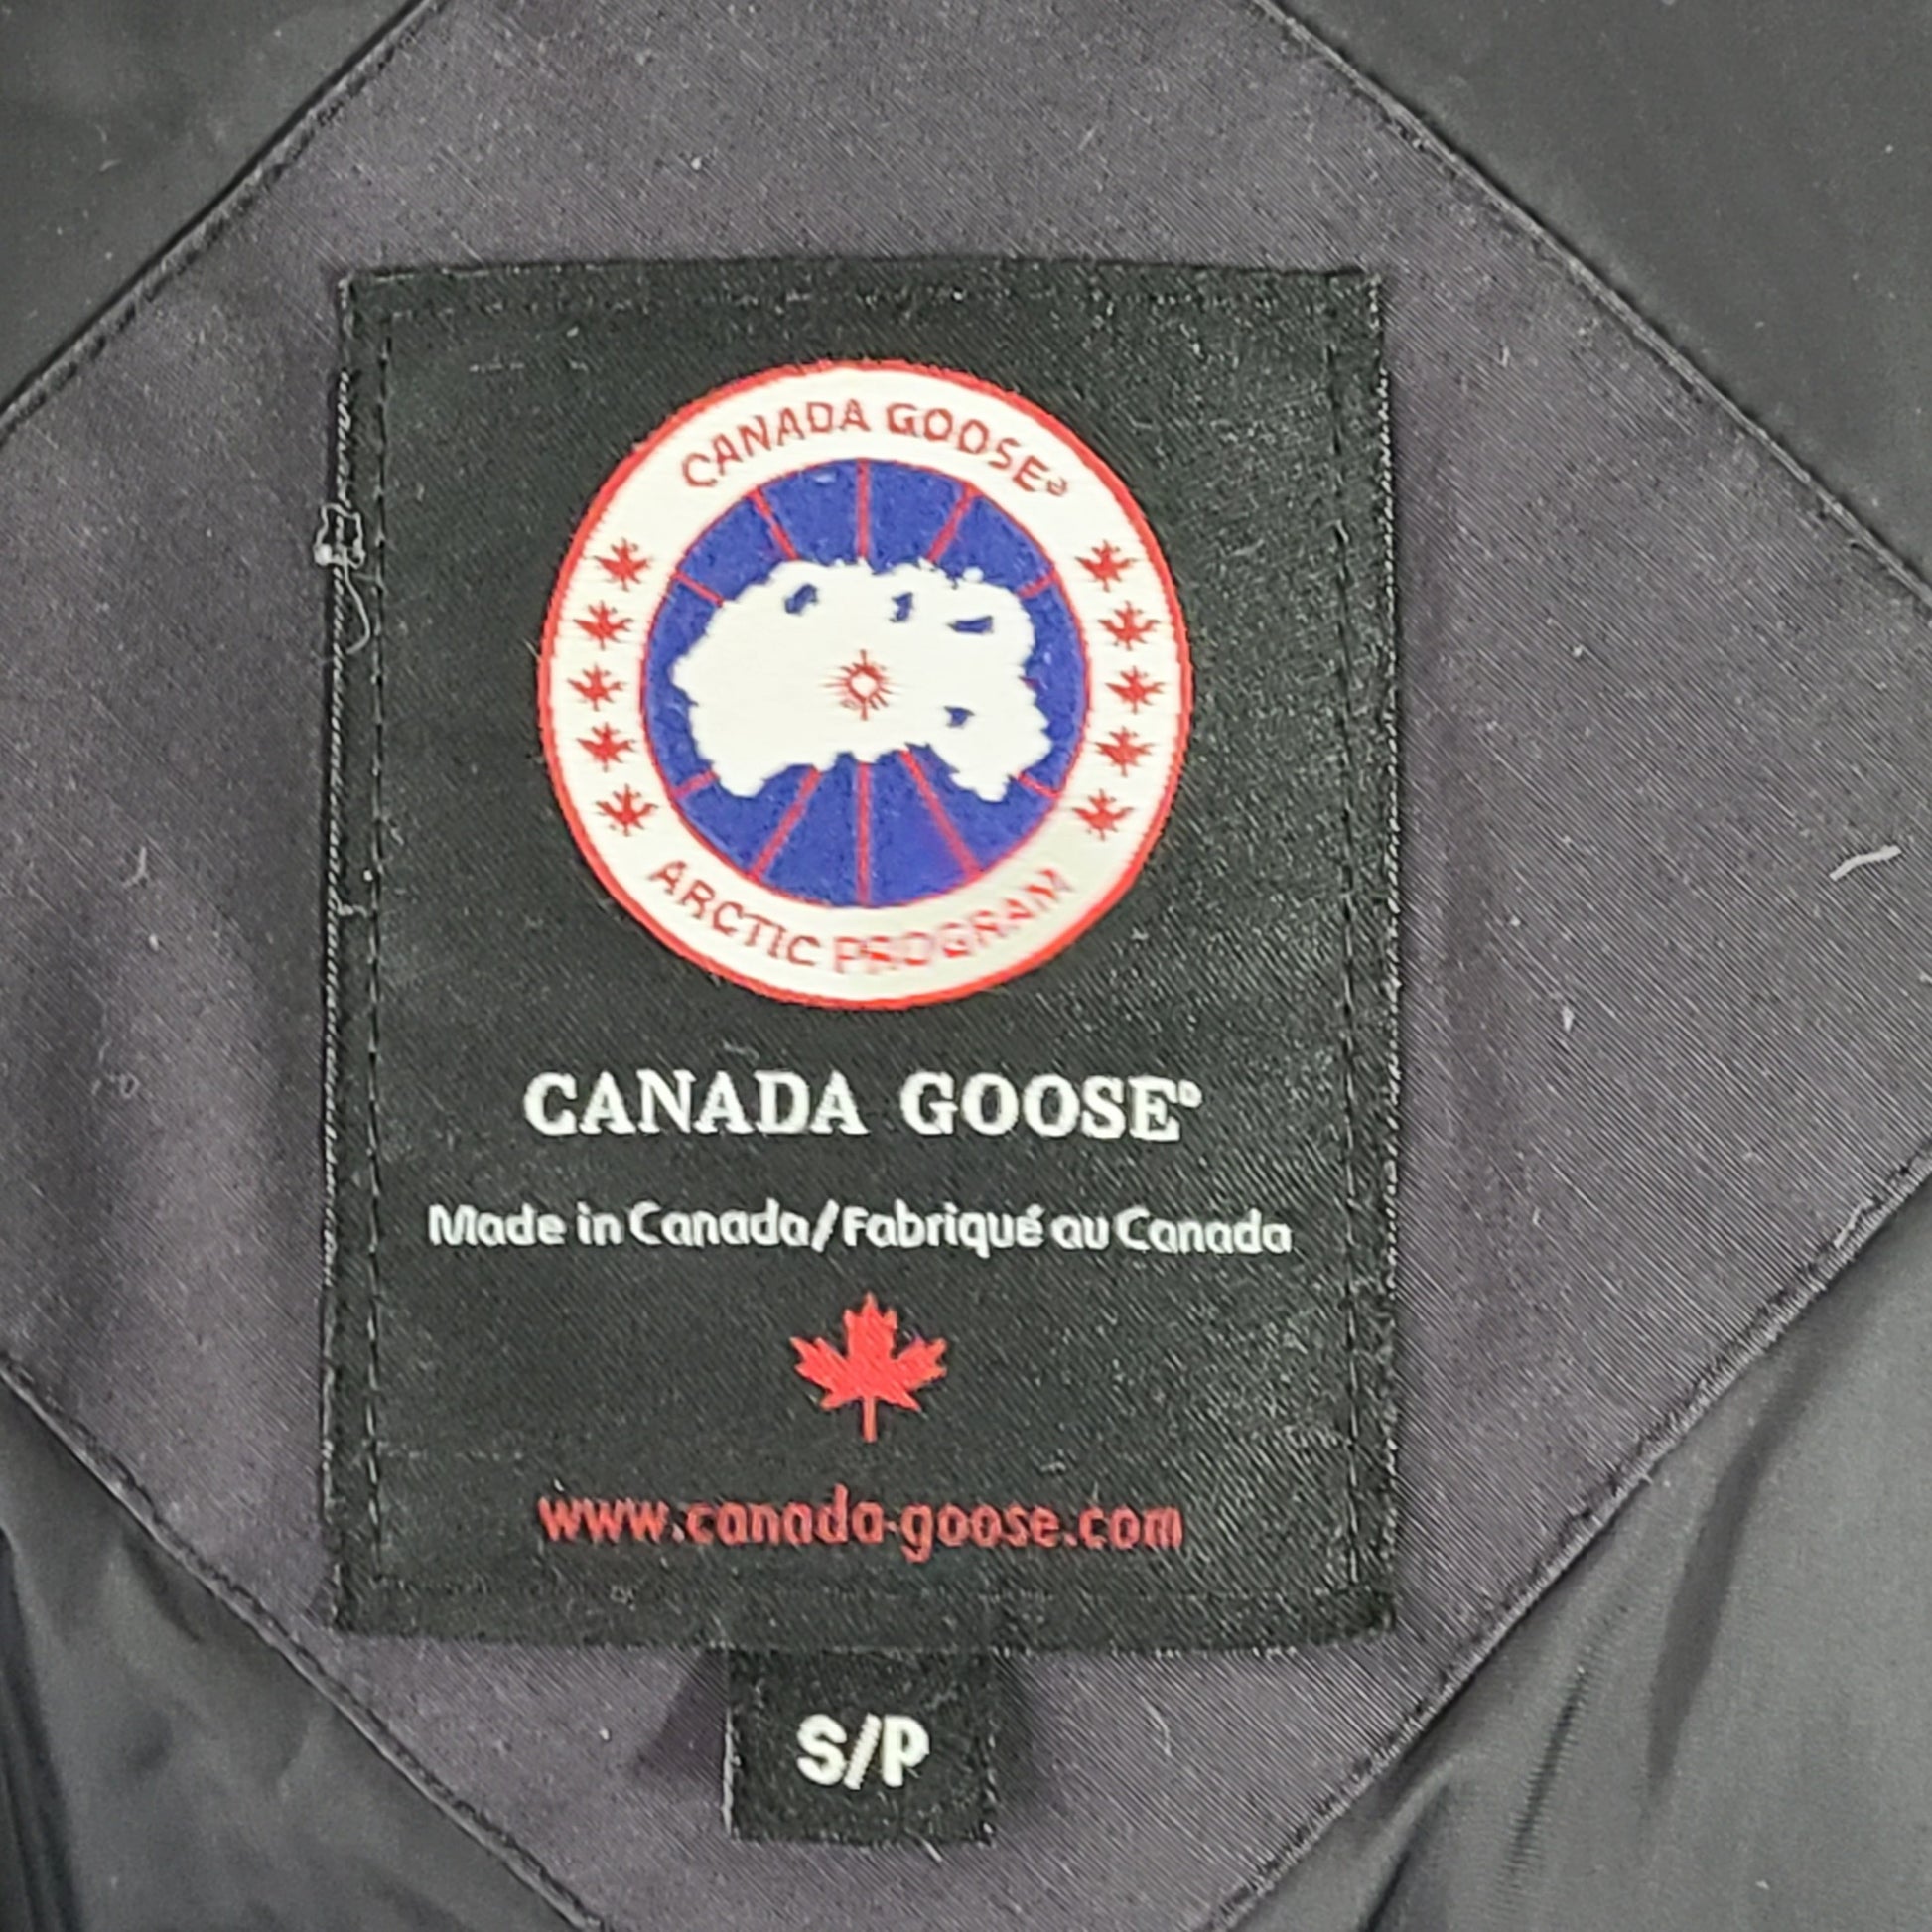 CANADA GOOSE®
ARCTIC PROGRAM
CANADA GOOSE®
Made in Canada/Fabriqué au Canada
www.canada-goose.com
S/P